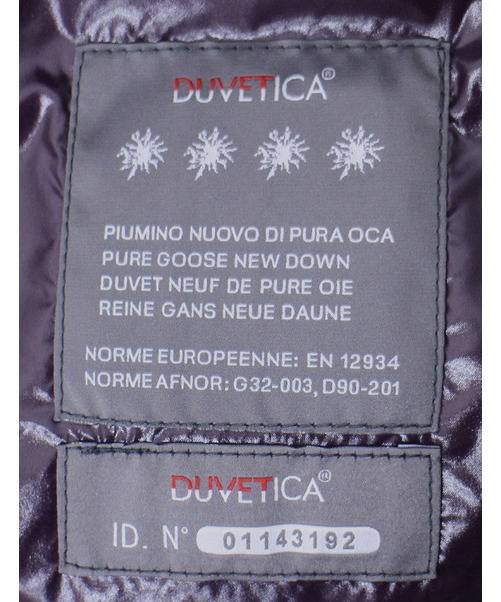 DUVETICA®
PIUMINO NUOVO DI PURA OCA
PURE GOOSE NEW DOWN
DUVET NEUF DE PURE OIE
REINE GANS NEUE DAUNE
NORME EUROPEENNE: EN 12934
NORME AFNOR: G32-003, D90-201
DUVETICA®
ID. N° 01143192